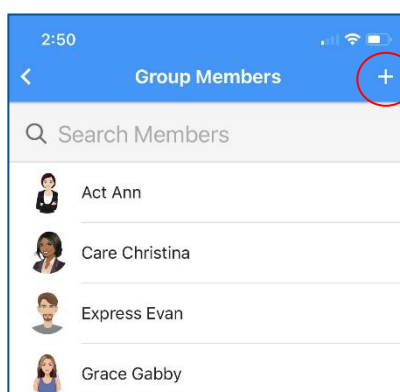 2:50
Group Members +
Search Members
Act Ann
Care Christina
Express Evan
Grace Gabby